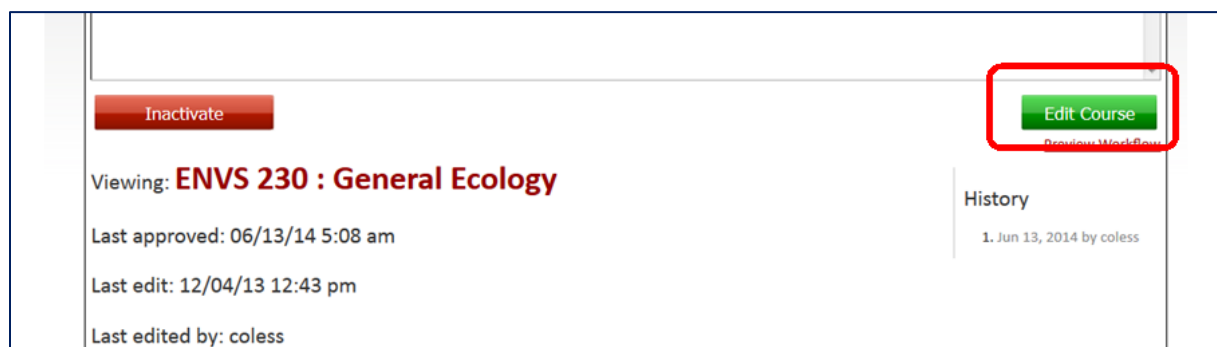 Inactivate
Edit Course
Preview Workflow
Viewing: ENVS 230 : General Ecology
History
Last approved: 06/13/14 5:08 am
1. Jun 13, 2014 by coless
Last edit: 12/04/13 12:43 pm
Last edited by: coless